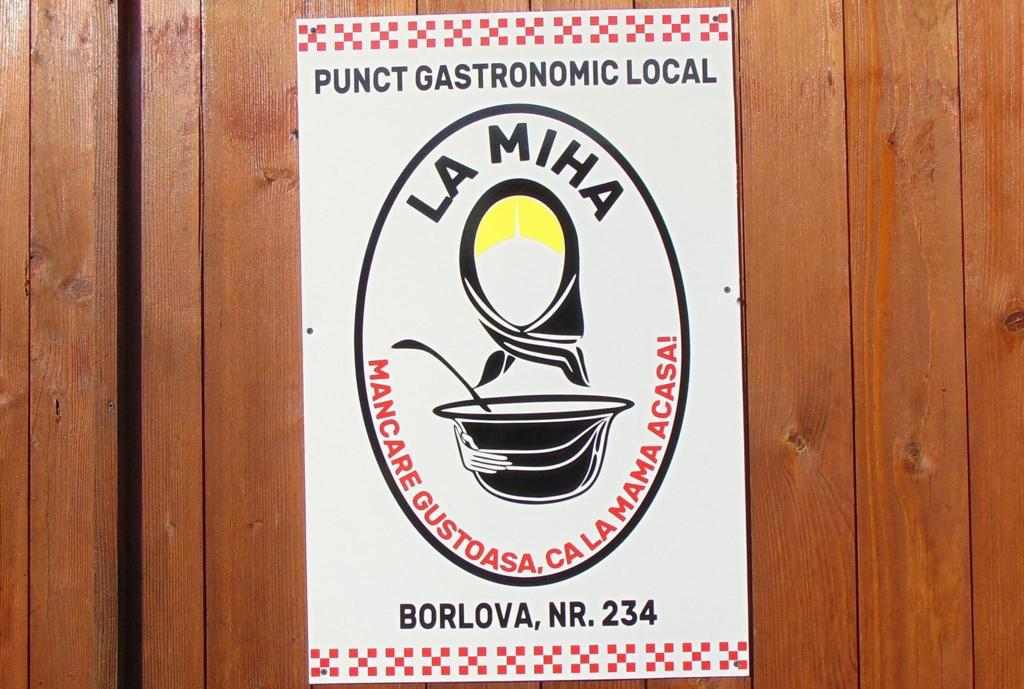 PUNCT GASTRONOMIC LOCAL
LA MIHA
MANCARE GUSTOASA, CA LA MAMA ACASA!
BORLOVA, NR. 234